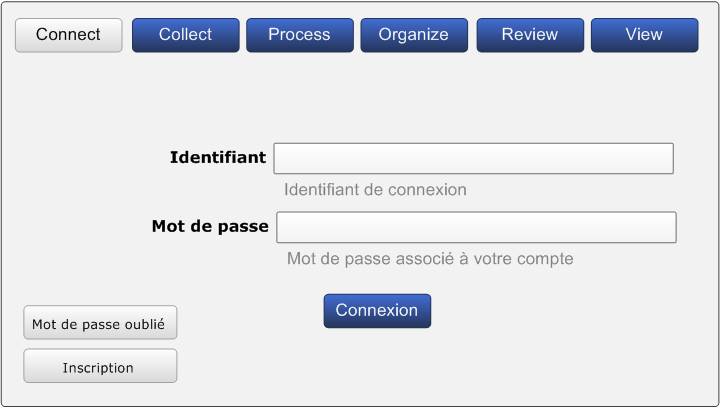 Connect Collect Process Organize Review View
Identifiant
Identifiant de connexion
Mot de passe
Mot de passe associé à votre compte
Connexion
Mot de passe oublié
Inscription